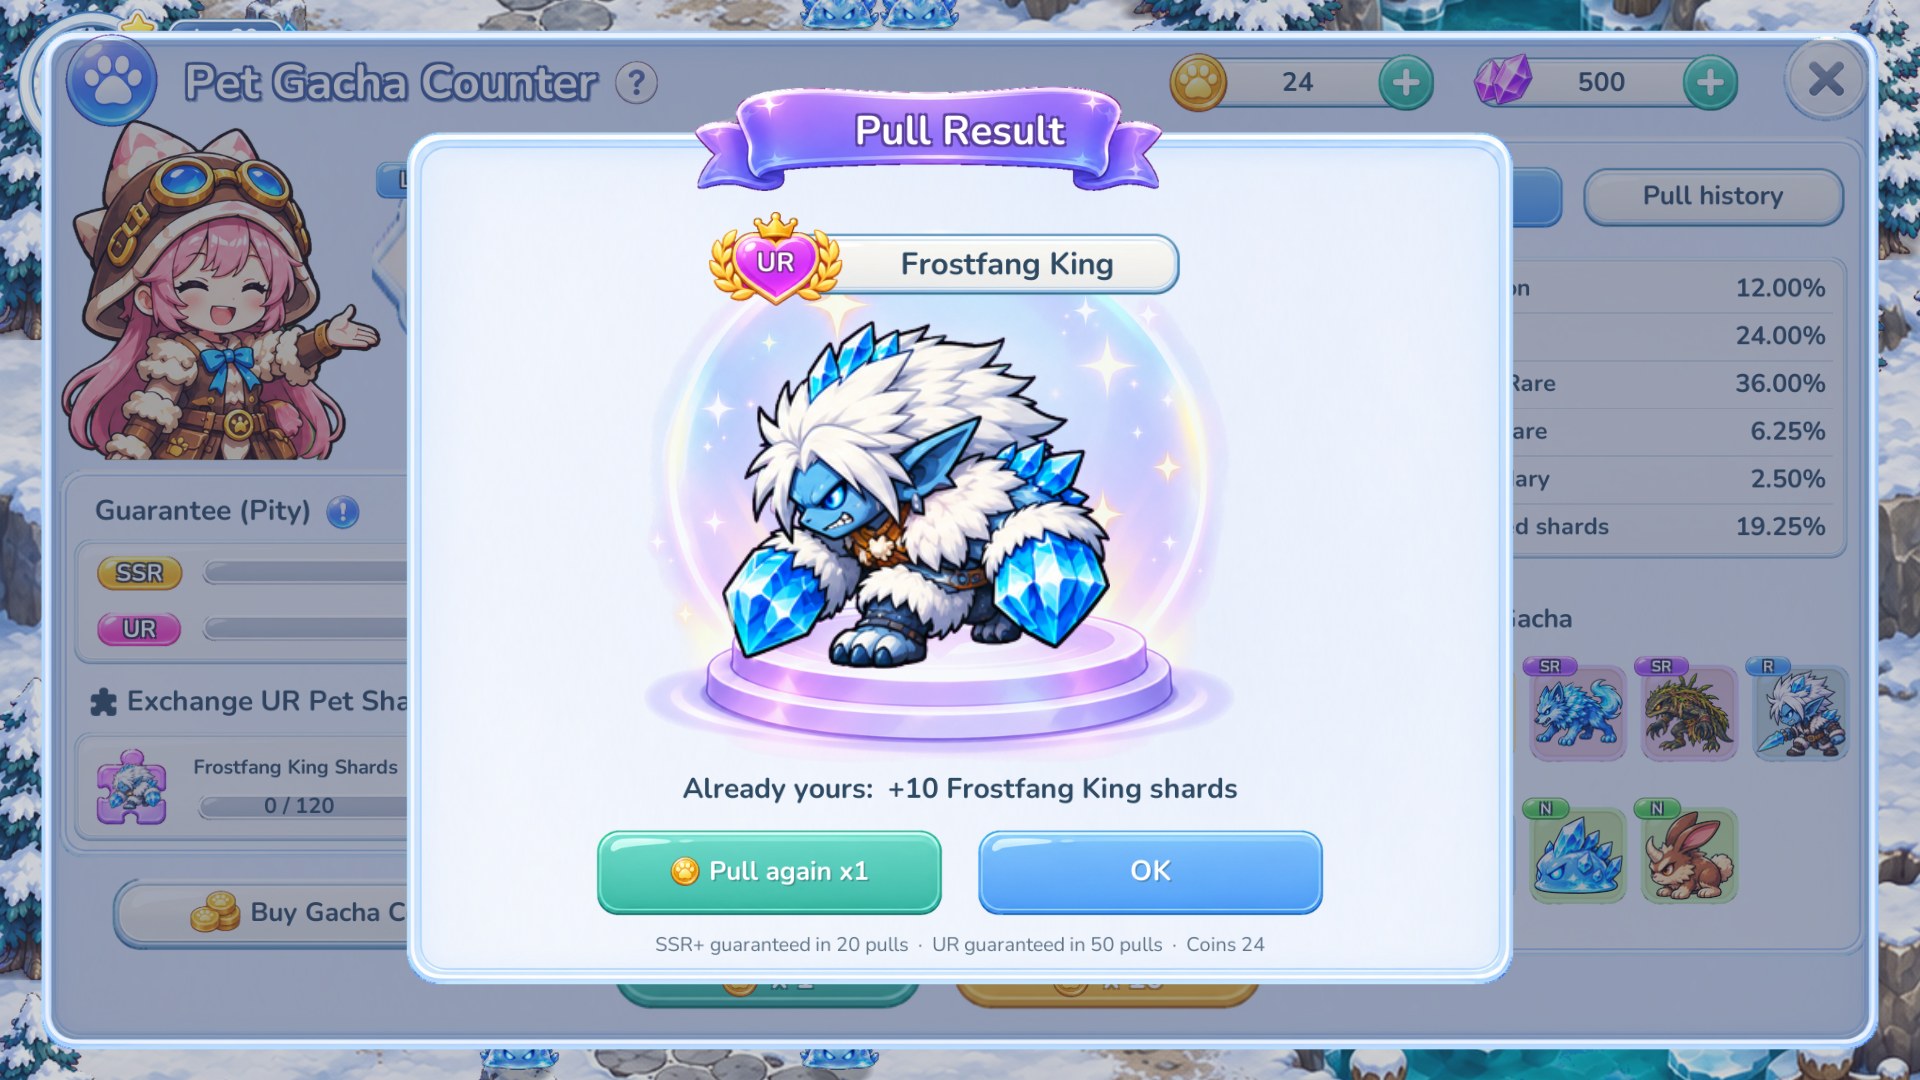 Pet Gacha Counter ?
24
500
Pull Result
Pull history
UR
Frostfang King
12.00%
24.00%
Rare
36.00%
6.25%
2.50%
shards
19.25%
Guarantee (Pity)
SSR
UR
Gacha
SR
SR
R
Exchange UR Pet Sha
Frostfang King Shards
0 / 120
Already yours: +10 Frostfang King shards
N
N
Pull again x1
OK
Buy Gacha C
SSR+ guaranteed in 20 pulls · UR guaranteed in 50 pulls · Coins 24